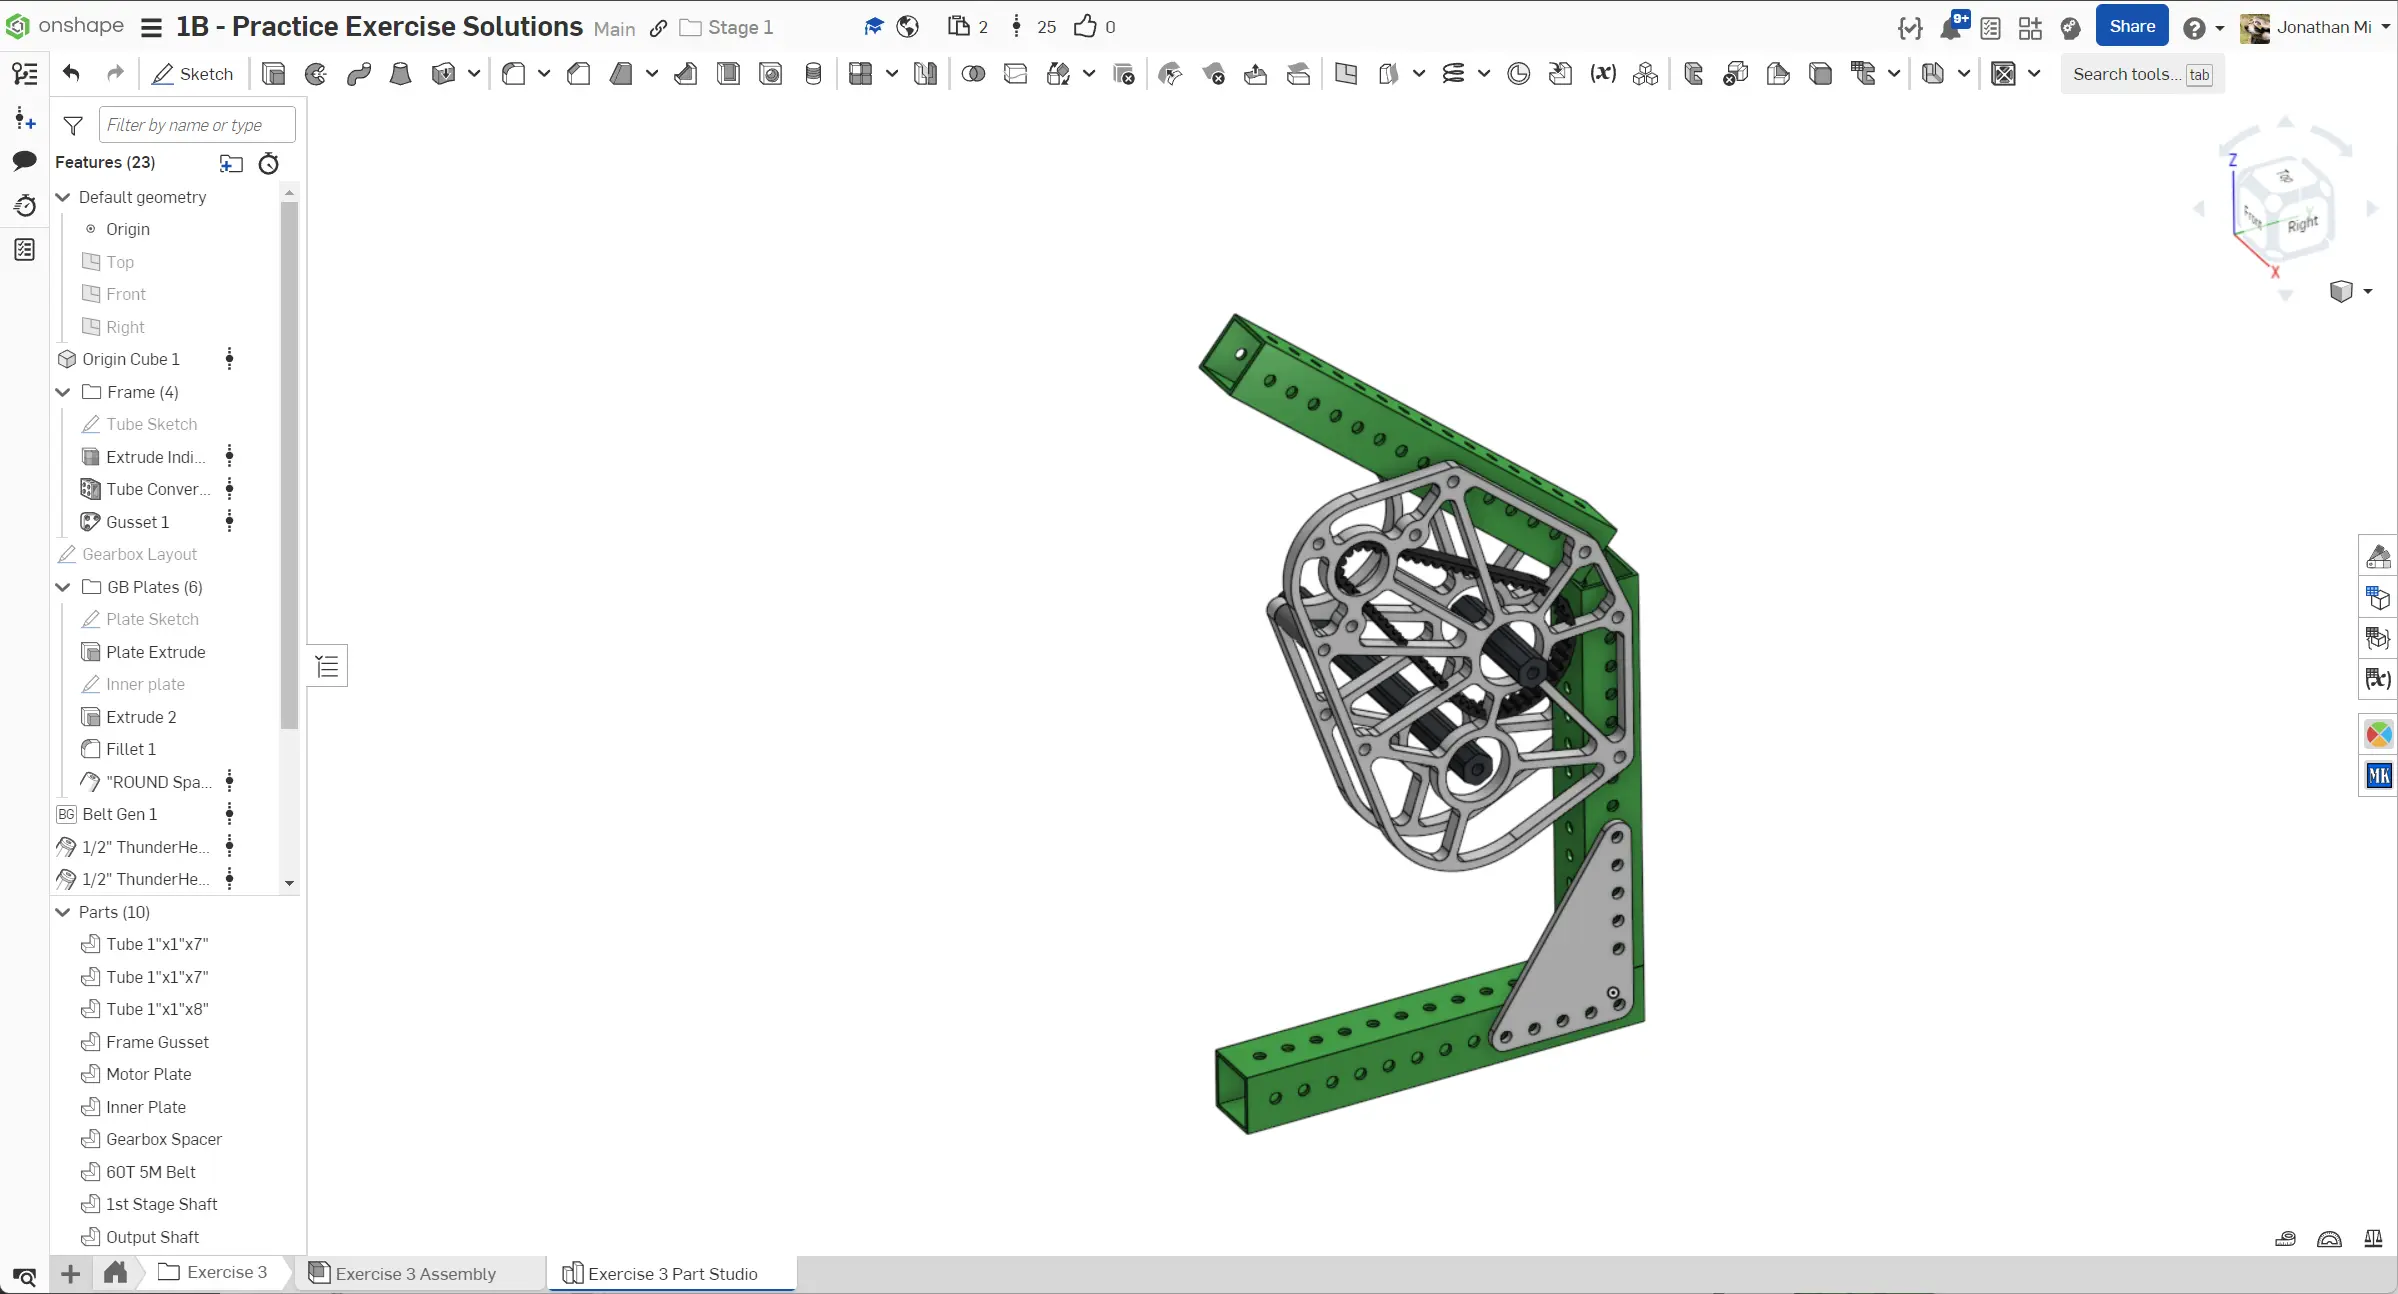 onshape 1B - Practice Exercise Solutions Main Stage 1 2 25 0 9+ Share Jonathan Mi
Sketch (x) Search tools... tab
Filter by name or type
Features (23)
Default geometry
Origin
Top
Front
Right
Origin Cube 1
Frame (4)
Tube Sketch
Extrude Indi...
Tube Conver...
Gusset 1
Gearbox Layout
GB Plates (6)
Plate Sketch
Plate Extrude
Inner plate
Extrude 2
Fillet 1
"ROUND Spa...
BG Belt Gen 1
1/2" ThunderHe...
1/2" ThunderHe...
Parts (10)
Tube 1"x1"x7"
Tube 1"x1"x7"
Tube 1"x1"x8"
Frame Gusset
Motor Plate
Inner Plate
Gearbox Spacer
60T 5M Belt
1st Stage Shaft
Output Shaft
Z
Front
Right
X
(x)
MK
Exercise 3
Exercise 3 Assembly
Exercise 3 Part Studio